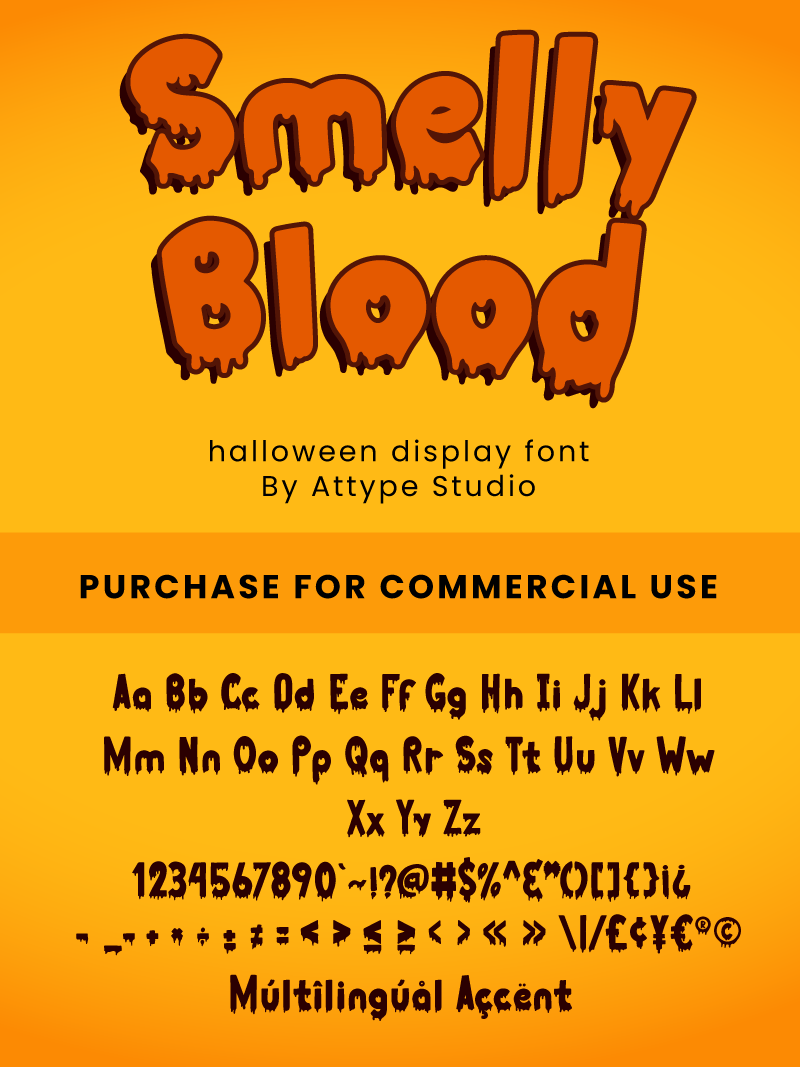 Smelly
Blood
halloween display font
By Attype Studio
PURCHASE FOR COMMERCIAL USE
Aa Bb Cc Dd Ee Ff Gg Hh Ii Jj Kk Ll
Mm Nn Oo Pp Qq Rr Ss Tt Uu Vv Ww
Xx Yy Zz
1234567890`~!?@#$%^&"()[]{}¡¿
- _ ~ + × ÷ ± ≠ = < > ≤ ≥ ‹ › « » \|/£¢¥€®©
Múltîlingúål Aççënt